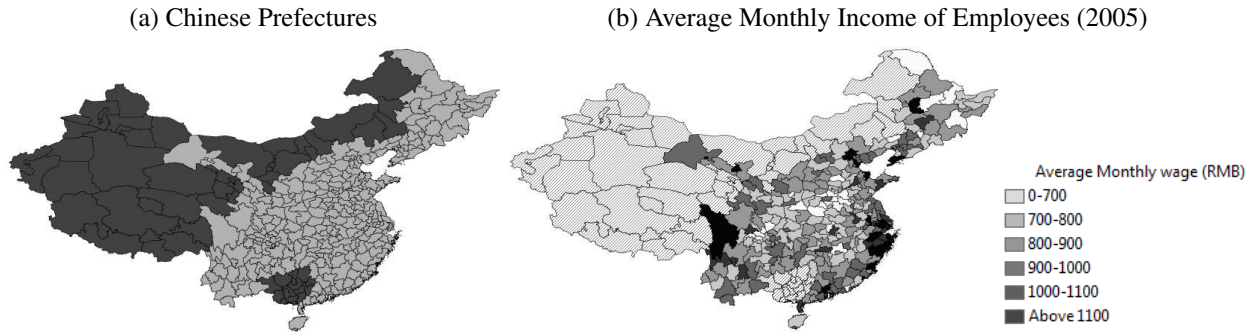 (a) Chinese Prefectures
(b) Average Monthly Income of Employees (2005)
Average Monthly wage (RMB)
0-700
700-800
800-900
900-1000
1000-1100
Above 1100